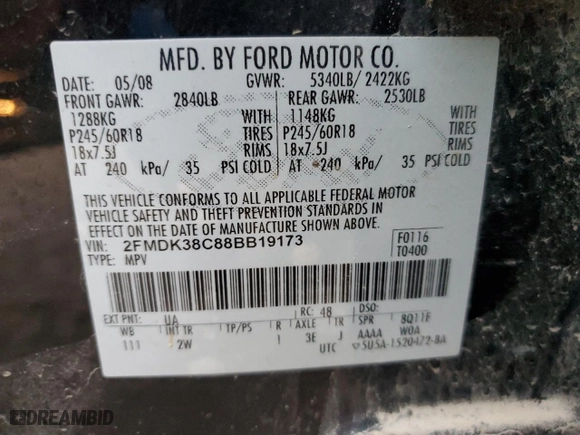 MFD. BY FORD MOTOR CO.
DATE: 05/08 GVWR: 5340LB/ 2422KG
FRONT GAWR: 2840LB REAR GAWR: 2530LB
1288KG WITH 1148KG WITH
P245/60R18 TIRES P245/60R18 TIRES
18x7.5J RIMS 18x7.5J RIMS
AT 240 kPa/ 35 PSI COLD AT 240 kPa/ 35 PSI COLD
THIS VEHICLE CONFORMS TO ALL APPLICABLE FEDERAL MOTOR
VEHICLE SAFETY AND THEFT PREVENTION STANDARDS IN
EFFECT ON THE DATE OF MANUFACTURE SHOWN ABOVE.
VIN: 2FMDK38C88BB19173 F0116
TYPE: MPV T0400
EXT PNT: UA RC: 48 DSO:
WB INT TR TP/PS R AXLE TR SPR 8Q11E
111 2W 1 3E J AAAA W0A
UTC 5U5A-1520472-BA
DREAMBID